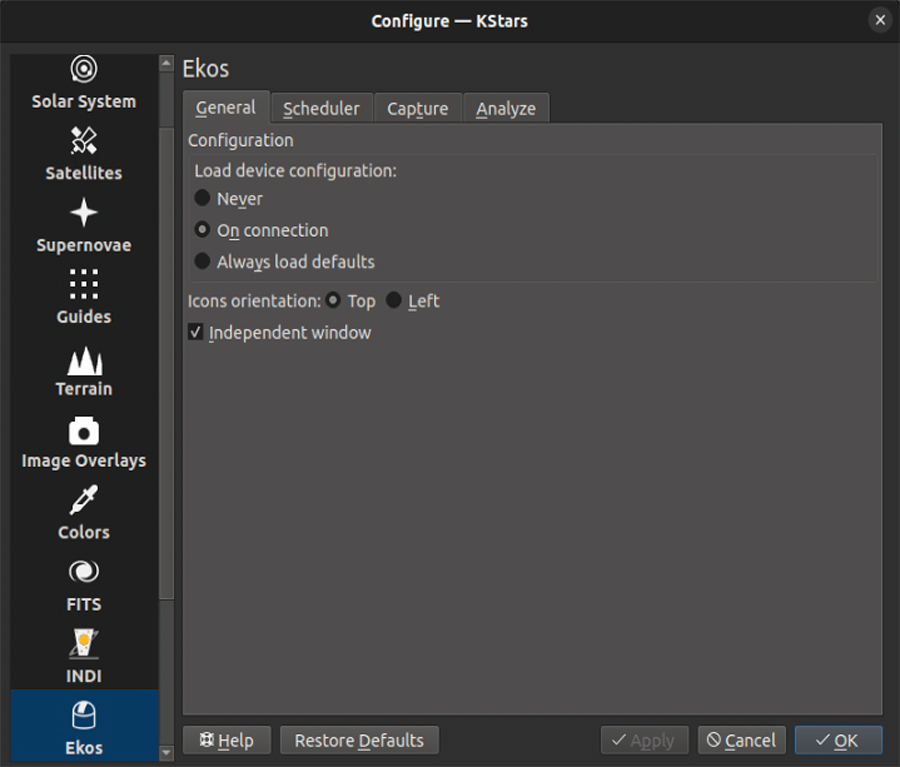 Configure — KStars
Solar System
Satellites
Supernovae
Guides
Terrain
Image Overlays
Colors
FITS
INDI
Ekos
Ekos
General Scheduler Capture Analyze
Configuration
Load device configuration:
Never
On connection
Always load defaults
Icons orientation: Top Left
Independent window
Help Restore Defaults Apply Cancel OK